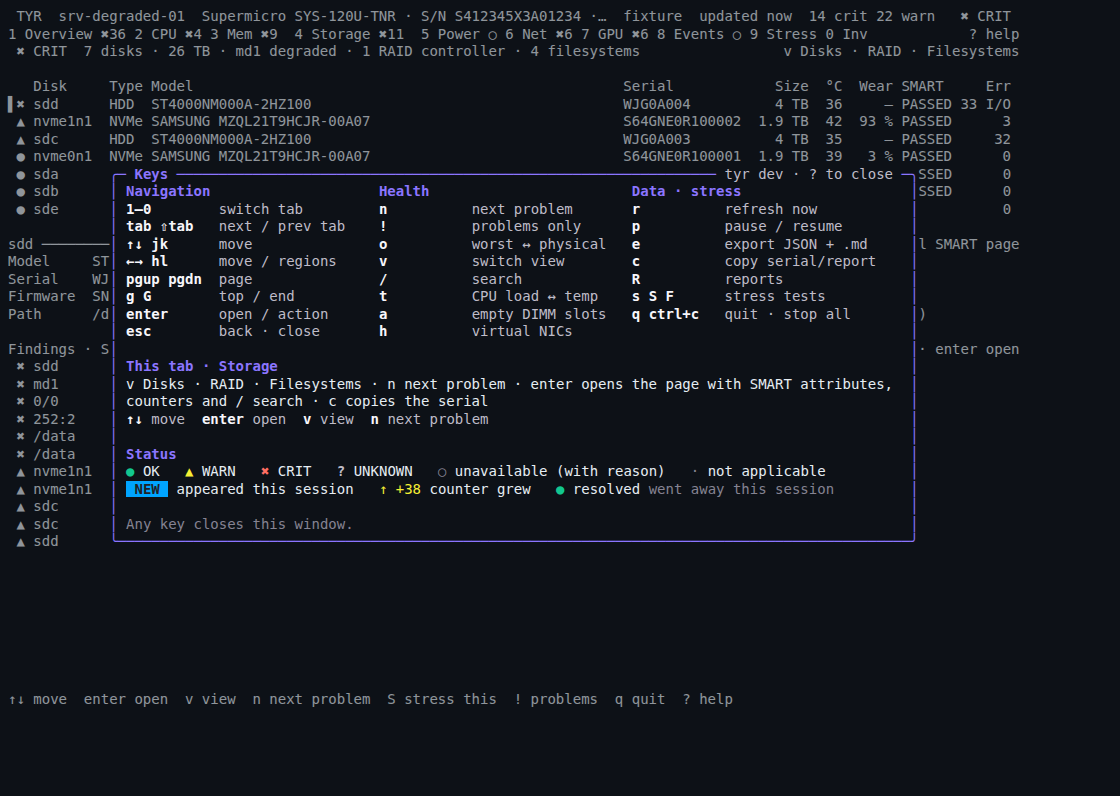 TYR  srv-degraded-01  Supermicro SYS-120U-TNR · S/N S412345X3A01234 ·…  fixture  updated now  14 crit 22 warn  ✖ CRIT
1 Overview ✖36 2 CPU ✖4 3 Mem ✖9  4 Storage ✖11  5 Power ○ 6 Net ✖6 7 GPU ✖6 8 Events ○ 9 Stress 0 Inv  ? help
✖ CRIT  7 disks · 26 TB · md1 degraded · 1 RAID controller · 4 filesystems  v Disks · RAID · Filesystems
Disk  Type Model  Serial  Size  °C  Wear SMART  Err
✖ sdd  HDD  ST4000NM000A-2HZ100  WJG0A004  4 TB  36  — PASSED 33 I/O
▲ nvme1n1  NVMe SAMSUNG MZQL21T9HCJR-00A07  S64GNE0R100002  1.9 TB  42  93 % PASSED  3
▲ sdc  HDD  ST4000NM000A-2HZ100  WJG0A003  4 TB  35  — PASSED  32
● nvme0n1  NVMe SAMSUNG MZQL21T9HCJR-00A07  S64GNE0R100001  1.9 TB  39  3 % PASSED  0
● sda  Keys  tyr dev · ? to close  SSED  0
● sdb  Navigation  Health  Data · stress  SSED  0
● sde  1–0  switch tab  n  next problem  r  refresh now  0
tab ⇧tab  next / prev tab  !  problems only  p  pause / resume
sdd  ↑↓ jk  move  o  worst ↔ physical  e  export JSON + .md  l SMART page
Model  ST  ←→ hl  move / regions  v  switch view  c  copy serial/report
Serial  WJ  pgup pgdn  page  /  search  R  reports
Firmware  SN  g G  top / end  t  CPU load ↔ temp  s S F  stress tests
Path  /d  enter  open / action  a  empty DIMM slots  q ctrl+c  quit · stop all  )
esc  back · close  h  virtual NICs
Findings · S  · enter open
✖ sdd  This tab · Storage
✖ md1  v Disks · RAID · Filesystems · n next problem · enter opens the page with SMART attributes,
✖ 0/0  counters and / search · c copies the serial
✖ 252:2  ↑↓ move  enter open  v view  n next problem
✖ /data
✖ /data  Status
▲ nvme1n1  ● OK  ▲ WARN  ✖ CRIT  ? UNKNOWN  ○ unavailable (with reason)  · not applicable
▲ nvme1n1  NEW  appeared this session  ↑ +38 counter grew  ● resolved went away this session
▲ sdc
▲ sdc  Any key closes this window.
▲ sdd
↑↓ move  enter open  v view  n next problem  S stress this  ! problems  q quit  ? help